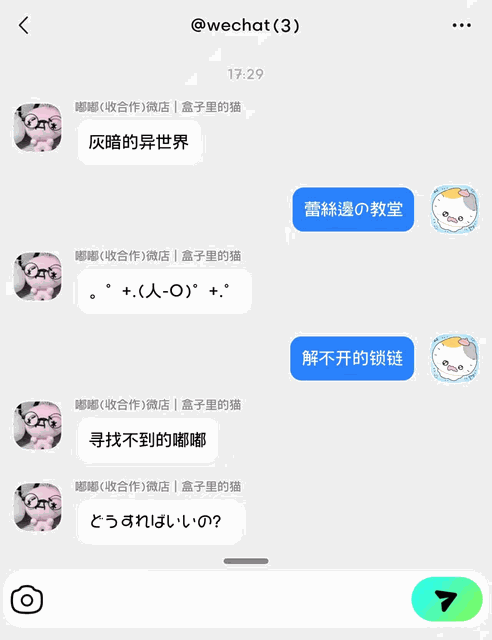 @wechat(3)
17:29
嘟嘟(收合作)微店｜盒子里的猫
灰暗的异世界
蕾絲邊の教堂
嘟嘟(收合作)微店｜盒子里的猫
。゜+.(人-O)゜+.゜
解不开的锁链
嘟嘟(收合作)微店｜盒子里的猫
寻找不到的嘟嘟
嘟嘟(收合作)微店｜盒子里的猫
どうすればいいの?